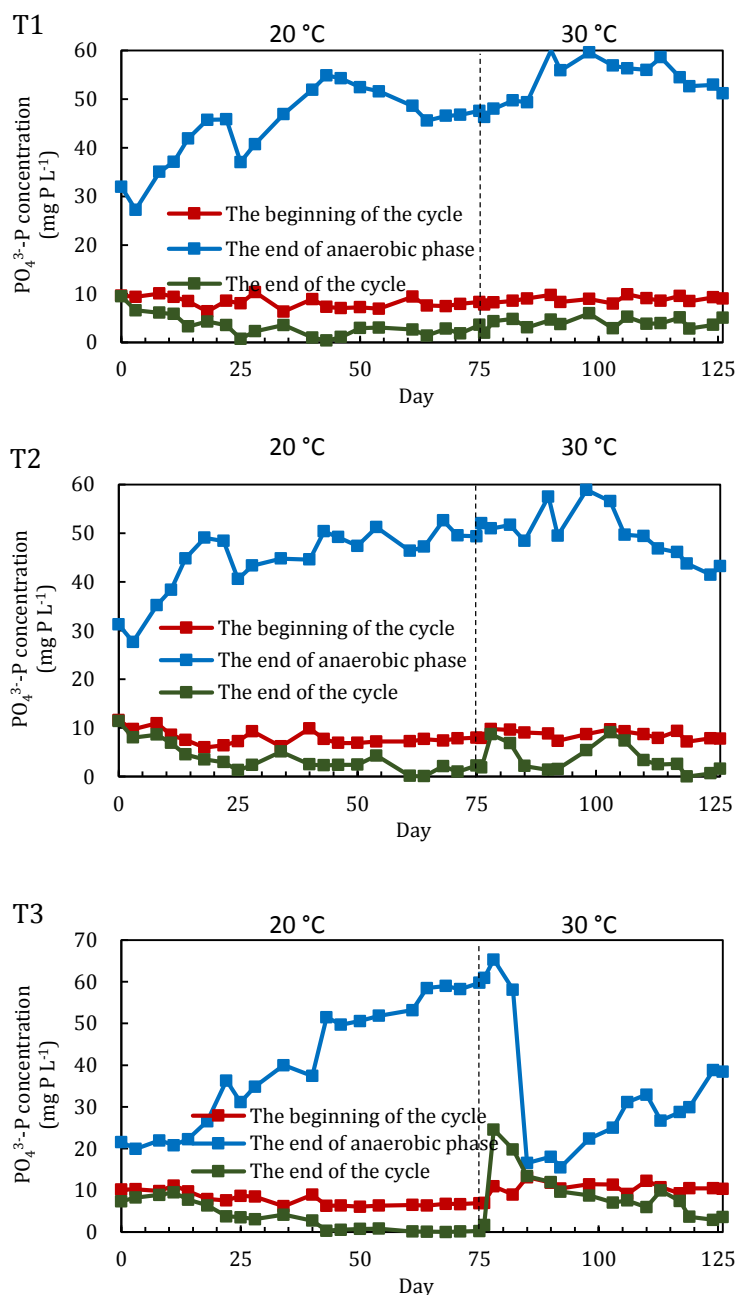 T1
20 °C 30 °C
60
50
40
30
20
10
0
PO₄³⁻-P concentration
(mg P L⁻¹)
The beginning of the cycle
The end of anaerobic phase
The end of the cycle
0 25 50 75 100 125
Day
T2
20 °C 30 °C
60
50
40
30
20
10
0
PO₄³⁻-P concentration
(mg P L⁻¹)
The beginning of the cycle
The end of anaerobic phase
The end of the cycle
0 25 50 75 100 125
Day
T3
20 °C 30 °C
70
60
50
40
30
20
10
0
PO₄³⁻-P concentration
(mg P L⁻¹)
The beginning of the cycle
The end of anaerobic phase
The end of the cycle
0 25 50 75 100 125
Day